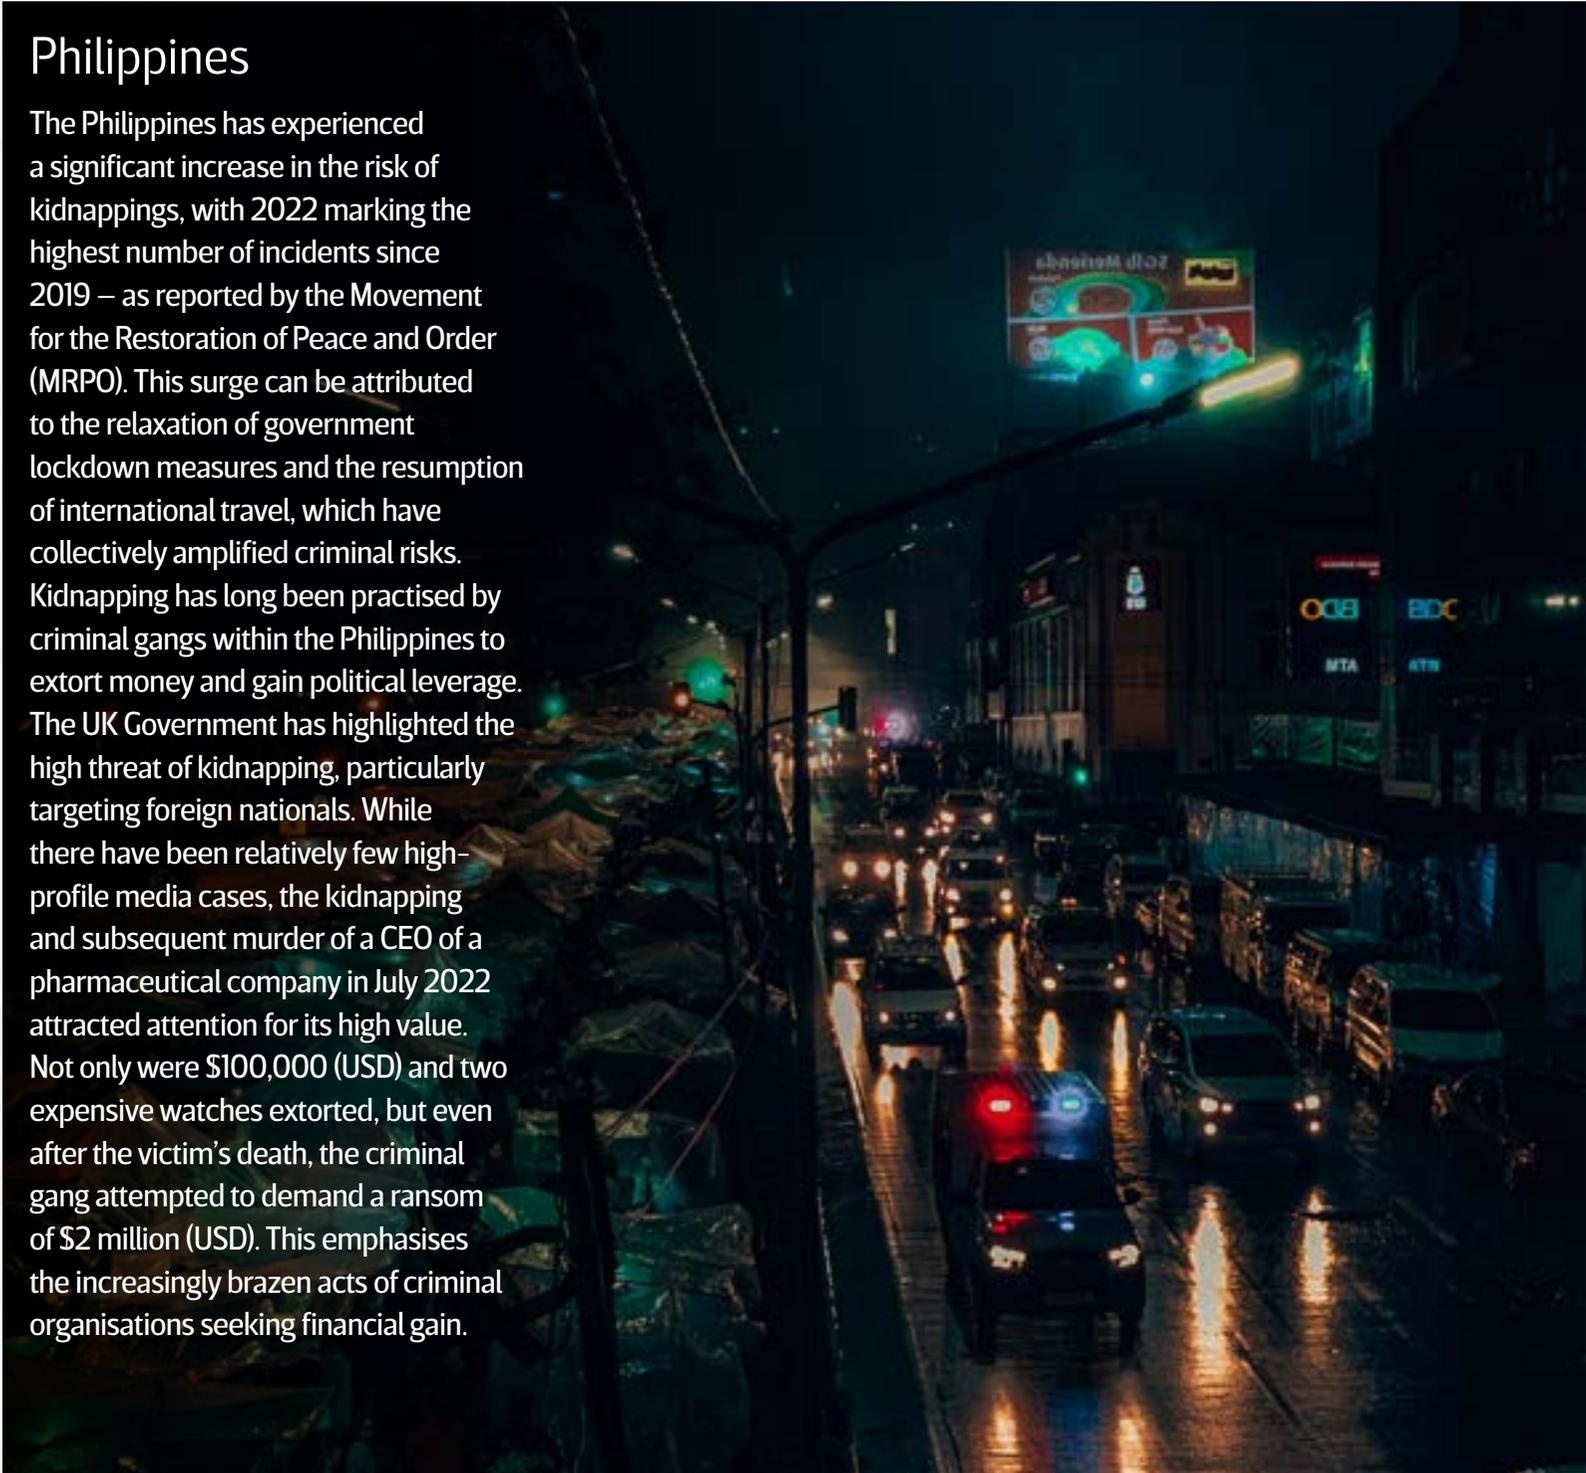 Philippines
The Philippines has experienced
a significant increase in the risk of
kidnappings, with 2022 marking the
highest number of incidents since
2019 – as reported by the Movement
for the Restoration of Peace and Order
(MRPO). This surge can be attributed
to the relaxation of government
lockdown measures and the resumption
of international travel, which have
collectively amplified criminal risks.
Kidnapping has long been practised by
criminal gangs within the Philippines to
extort money and gain political leverage.
The UK Government has highlighted the
high threat of kidnapping, particularly
targeting foreign nationals. While
there have been relatively few high-
profile media cases, the kidnapping
and subsequent murder of a CEO of a
pharmaceutical company in July 2022
attracted attention for its high value.
Not only were $100,000 (USD) and two
expensive watches extorted, but even
after the victim's death, the criminal
gang attempted to demand a ransom
of $2 million (USD). This emphasises
the increasingly brazen acts of criminal
organisations seeking financial gain.
Merienda
BDO
ATM